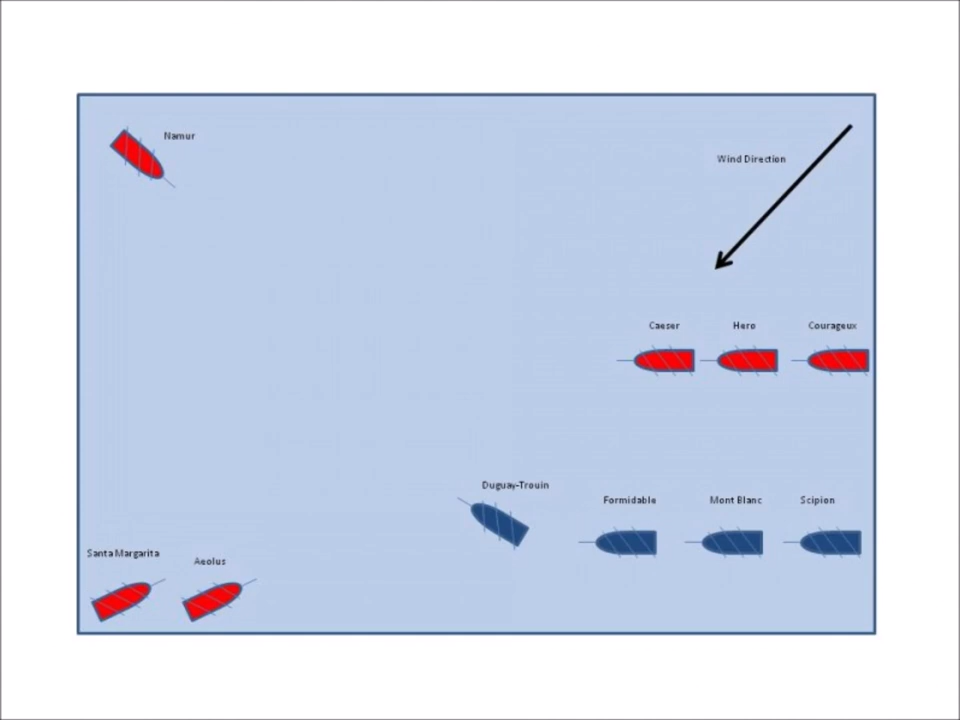 Namur
Wind Direction
Caeser
Hero
Courageux
Duguay-Trouin
Formidable
Mont Blanc
Scipion
Santa Margarita
Aeolus